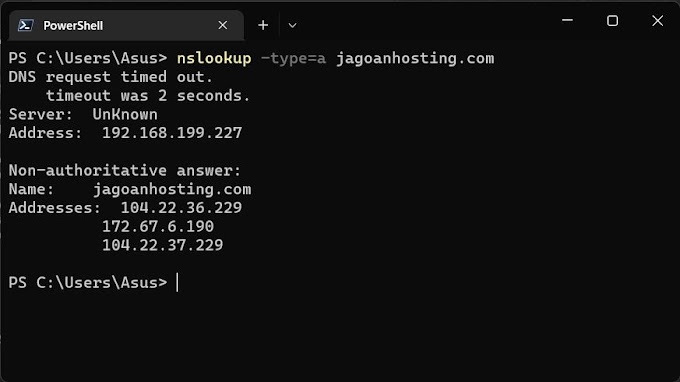 PowerShell
PS C:\Users\Asus> nslookup -type=a jagoanhosting.com
DNS request timed out.
    timeout was 2 seconds.
Server:  UnKnown
Address:  192.168.199.227

Non-authoritative answer:
Name:    jagoanhosting.com
Addresses:  104.22.36.229
          172.67.6.190
          104.22.37.229

PS C:\Users\Asus>